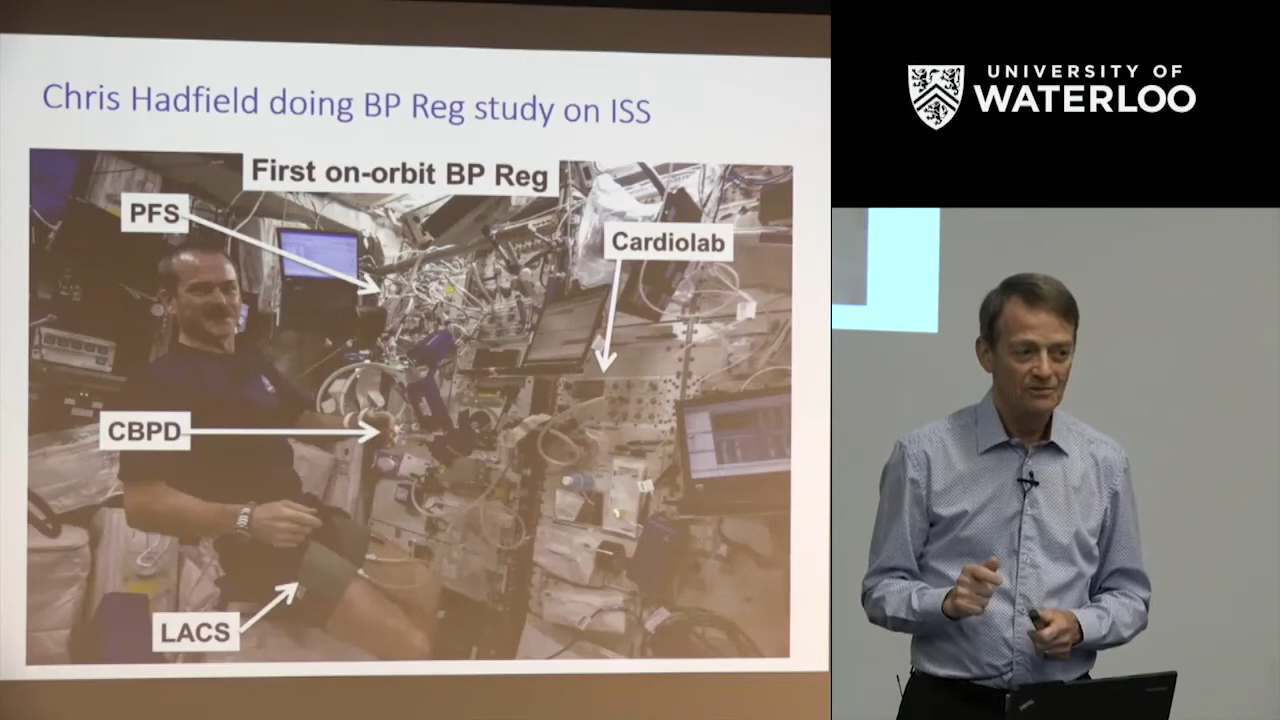 Chris Hadfield doing BP Reg study on ISS
First on-orbit BP Reg
PFS
Cardiolab
CBPD
LACS
UNIVERSITY OF
WATERLOO